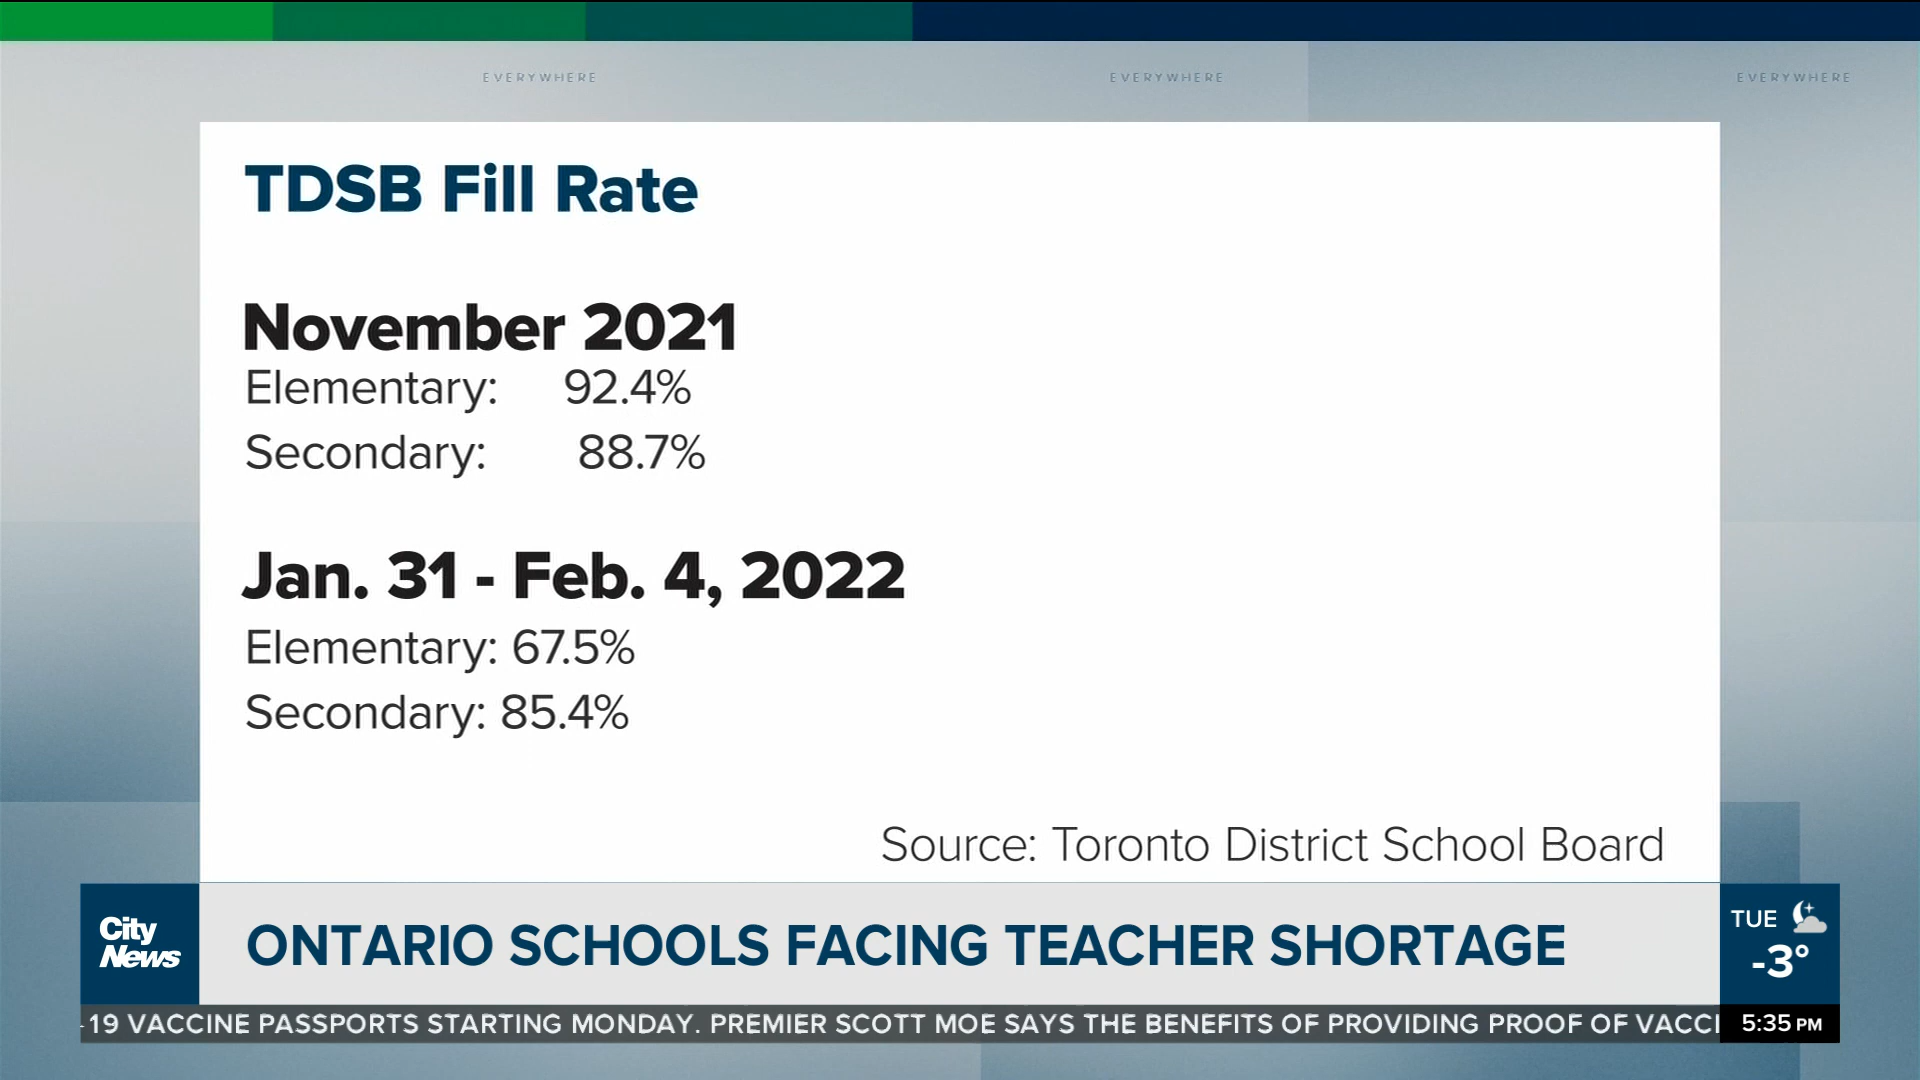 EVERYWHERE EVERYWHERE EVERYWHERE
TDSB Fill Rate
November 2021
Elementary: 92.4%
Secondary: 88.7%
Jan. 31 - Feb. 4, 2022
Elementary: 67.5%
Secondary: 85.4%
Source: Toronto District School Board
City
News
ONTARIO SCHOOLS FACING TEACHER SHORTAGE
TUE
-3°
-19 VACCINE PASSPORTS STARTING MONDAY. PREMIER SCOTT MOE SAYS THE BENEFITS OF PROVIDING PROOF OF VACCI
5:35 PM